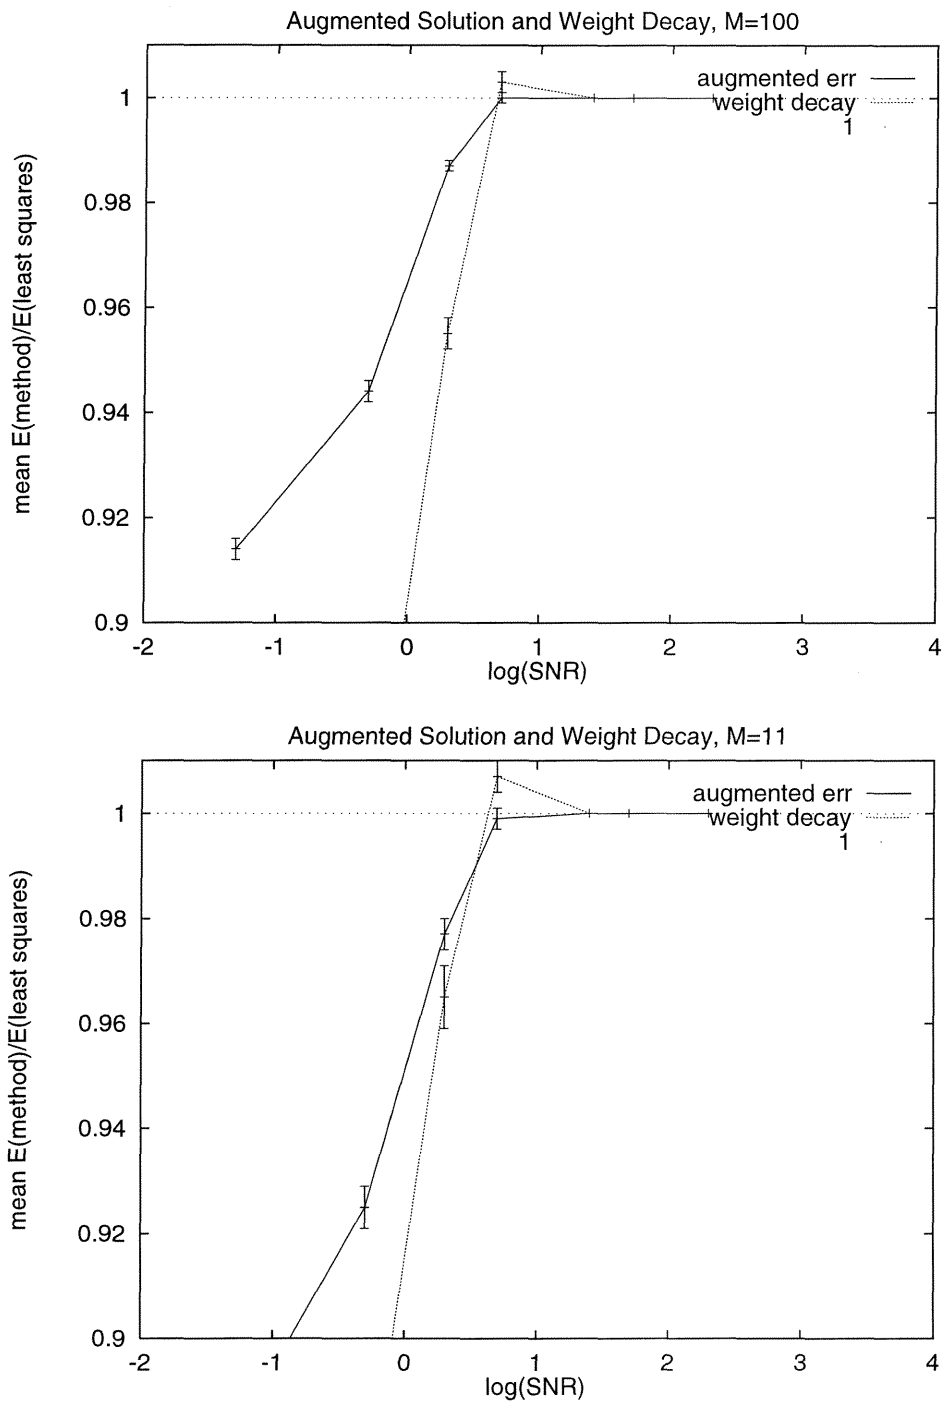 Augmented Solution and Weight Decay, M=100
augmented err
weight decay
1
1
0.98
0.96
0.94
0.92
0.9
mean E(method)/E(least squares)
-2 -1 0 1 2 3 4
log(SNR)
Augmented Solution and Weight Decay, M=11
augmented err
weight decay
1
1
0.98
0.96
0.94
0.92
0.9
mean E(method)/E(least squares)
-2 -1 0 1 2 3 4
log(SNR)